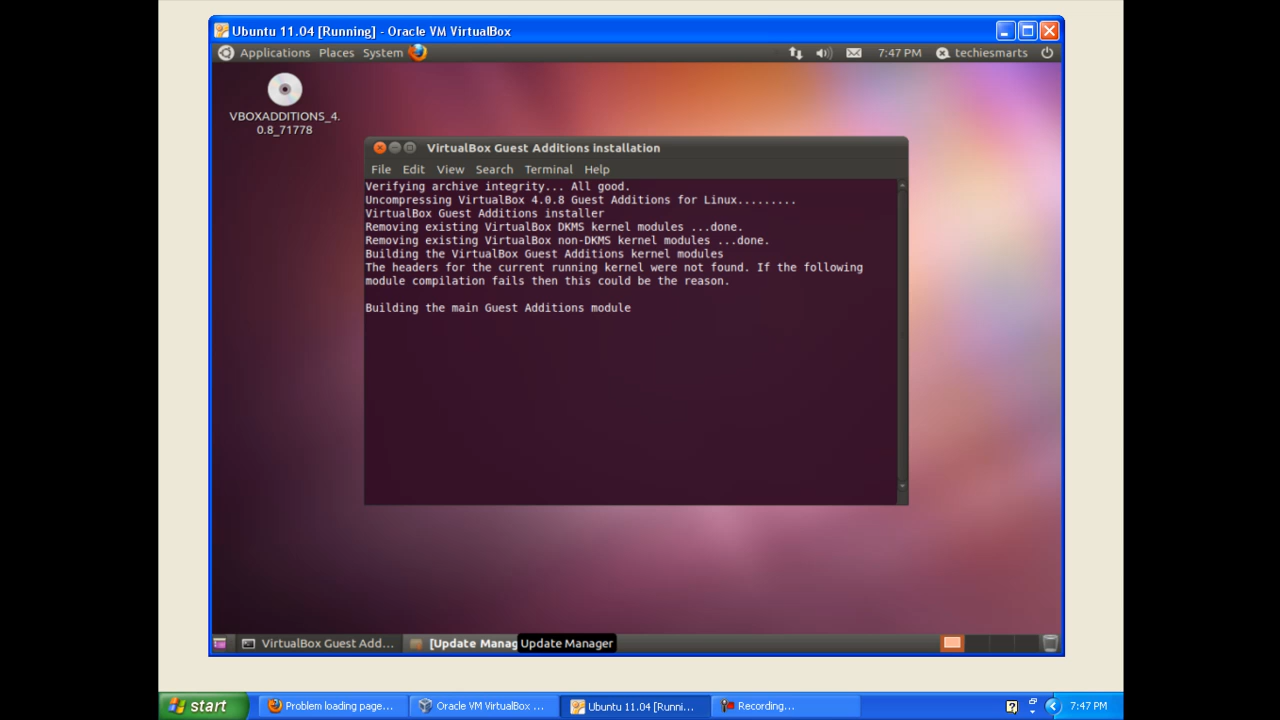 Ubuntu 11.04 [Running] - Oracle VM VirtualBox
Applications Places System 7:47 PM techiesmarts
VBOXADDITIONS_4.
0.8_71778
VirtualBox Guest Additions installation
File Edit View Search Terminal Help
Verifying archive integrity... All good.
Uncompressing VirtualBox 4.0.8 Guest Additions for Linux.........
VirtualBox Guest Additions installer
Removing existing VirtualBox DKMS kernel modules ...done.
Removing existing VirtualBox non-DKMS kernel modules ...done.
Building the VirtualBox Guest Additions kernel modules
The headers for the current running kernel were not found. If the following
module compilation fails then this could be the reason.
Building the main Guest Additions module
VirtualBox Guest Add... [Update Manag Update Manager
start Problem loading page... Oracle VM VirtualBox ... Ubuntu 11.04 [Runni... Recording... 7:47 PM